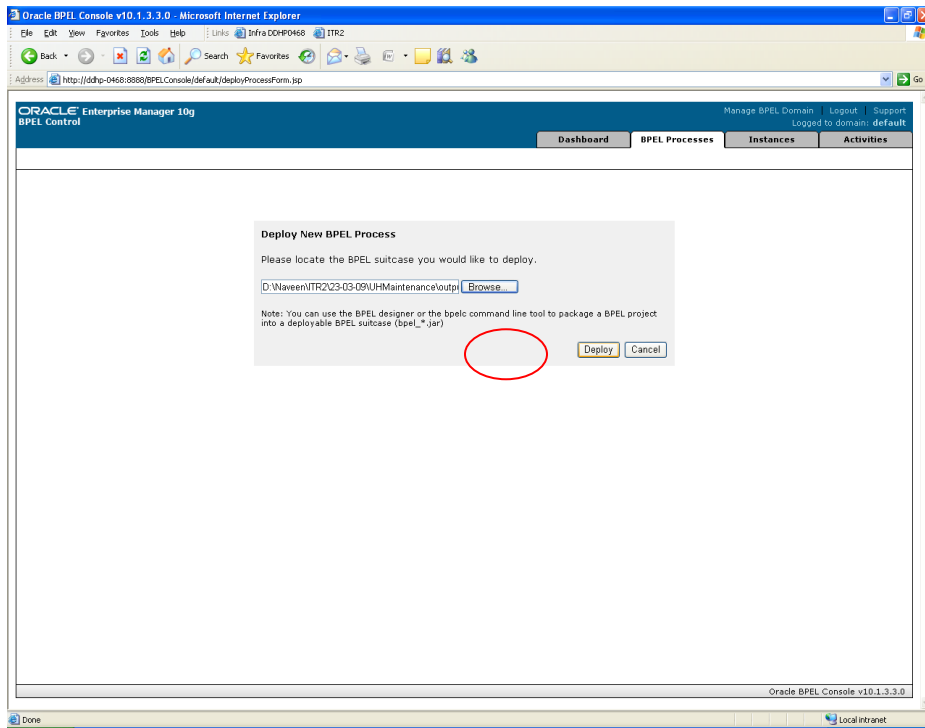 Oracle BPEL Console v10.1.3.3.0 - Microsoft Internet Explorer
File Edit View Favorites Tools Help Links Infra DDHP0468 ITR2
Back Search Favorites
Address http://ddhp-0468:8888/BPELConsole/default/deployProcessForm.jsp Go
ORACLE Enterprise Manager 10g
BPEL Control
Manage BPEL Domain | Logout | Support
Logged to domain: default
Dashboard BPEL Processes Instances Activities
Deploy New BPEL Process
Please locate the BPEL suitcase you would like to deploy.
D:\Naveen\ITR2\23-03-09\UHMaintenance\outp Browse...
Note: You can use the BPEL designer or the bpelc command line tool to package a BPEL project
into a deployable BPEL suitcase (bpel_*.jar)
Deploy Cancel
Oracle BPEL Console v10.1.3.3.0
Done Local intranet